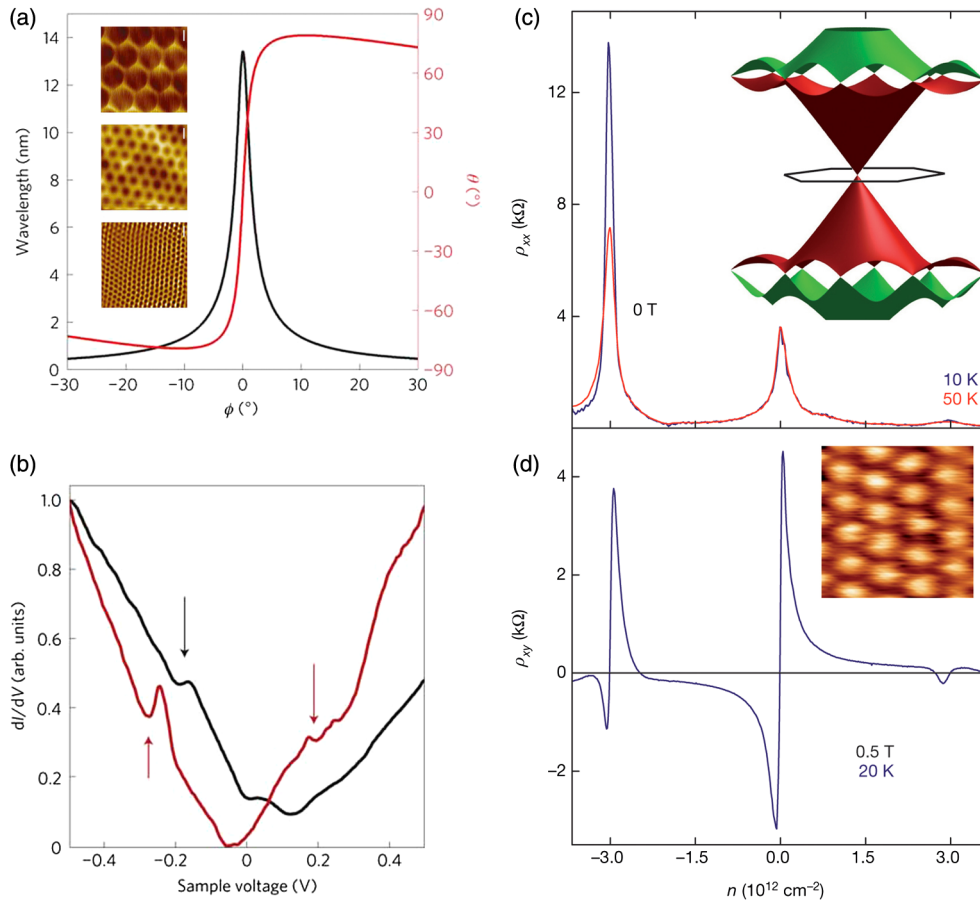 (a)
Wavelength (nm)
14
12
10
8
6
4
2
0
−30
−20
−10
0
10
20
30
ϕ (°)
90
60
30
0
−30
−60
−90
θ (°)
(b)
dI/dV (arb. units)
1.0
0.8
0.6
0.4
0.2
0
−0.4
−0.2
0
0.2
0.4
Sample voltage (V)
(c)
ρxx (kΩ)
12
8
4
0 T
10 K
50 K
(d)
ρxy (kΩ)
4
2
0
−2
0.5 T
20 K
−3.0
−1.5
0.0
1.5
3.0
n (10¹² cm⁻²)